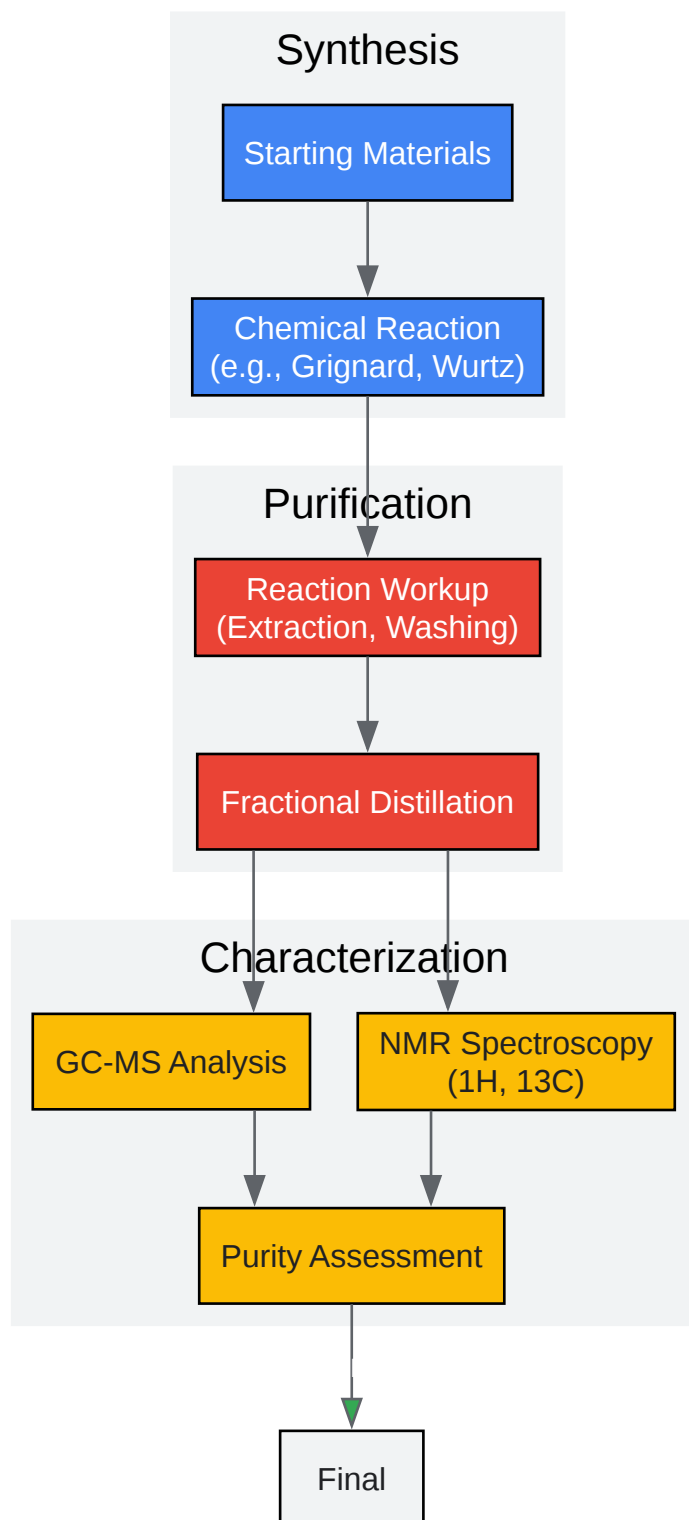 Synthesis
Starting Materials
Chemical Reaction
(e.g., Grignard, Wurtz)
Purification
Reaction Workup
(Extraction, Washing)
Fractional Distillation
Characterization
GC-MS Analysis
NMR Spectroscopy
(1H, 13C)
Purity Assessment
Final